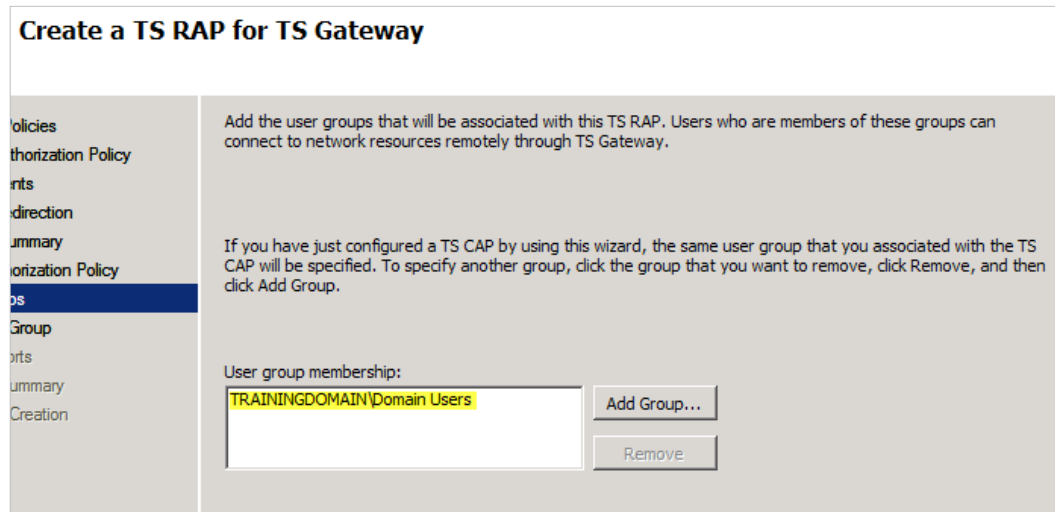 Create a TS RAP for TS Gateway
olicies
thorization Policy
ents
direction
ummary
orization Policy
ps
Group
orts
ummary
Creation
Add the user groups that will be associated with this TS RAP. Users who are members of these groups can
connect to network resources remotely through TS Gateway.
If you have just configured a TS CAP by using this wizard, the same user group that you associated with the TS
CAP will be specified. To specify another group, click the group that you want to remove, click Remove, and then
click Add Group.
User group membership:
TRAININGDOMAIN\Domain Users
Add Group...
Remove